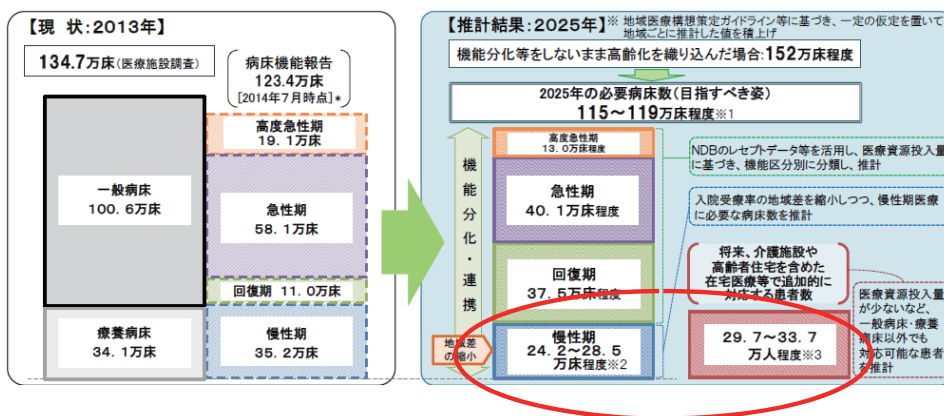 【現 状:2013年】
134.7万床(医療施設調査)
病床機能報告
123.4万床
[2014年7月時点]*
一般病床
100.6万床
療養病床
34.1万床
高度急性期
19.1万床
急性期
58.1万床
回復期 11.0万床
慢性期
35.2万床
【推計結果:2025年】※ 地域医療構想策定ガイドライン等に基づき、一定の仮定を置いて、
地域ごとに推計した値を積上げ
機能分化等をしないまま高齢化を織り込んだ場合:152万床程度
2025年の必要病床数(目指すべき姿)
115~119万床程度※1
機能分化・連携
地域差
の縮小
高度急性期
13.0万床程度
急性期
40.1万床程度
回復期
37.5万床程度
慢性期
24.2~28.5
万床程度※2
NDBのレセプトデータ等を活用し、医療資源投入量
に基づき、機能区分別に分類し、推計
入院受療率の地域差を縮小しつつ、慢性期医療
に必要な病床数を推計
将来、介護施設や
高齢者住宅を含めた
在宅医療等で追加的に
対応する患者数
29.7~33.7
万人程度※3
医療資源投入量
が少ないなど、
一般病床・療養
病床以外でも
対応可能な患者
を推計